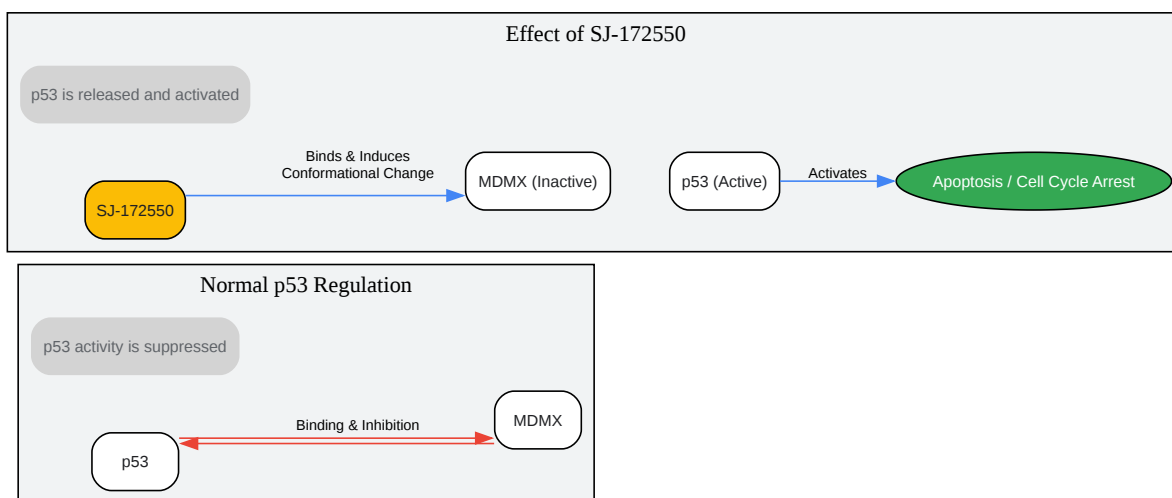 Effect of SJ-172550
p53 is released and activated
Binds & Induces
Conformational Change
SJ-172550
MDMX (Inactive)
p53 (Active)
Activates
Apoptosis / Cell Cycle Arrest
Normal p53 Regulation
p53 activity is suppressed
p53
Binding & Inhibition
MDMX